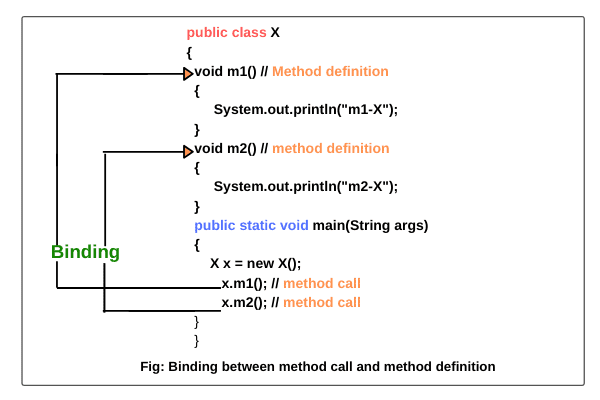 public class X
{
void m1() // Method definition
{
System.out.println("m1-X");
}
void m2() // method definition
{
System.out.println("m2-X");
}
public static void main(String args)
{
Binding
X x = new X();
x.m1(); // method call
x.m2(); // method call
}
}
Fig: Binding between method call and method definition